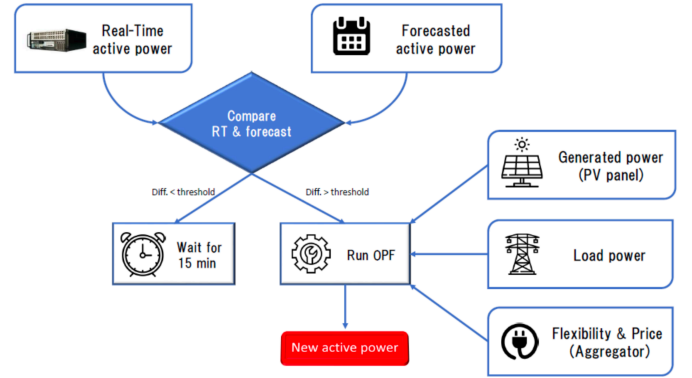 Real-Time
active power
Forecasted
active power
Compare
RT & forecast
Diff. < threshold
Diff. > threshold
Wait for
15 min
Run OPF
Generated power
(PV panel)
Load power
Flexibility & Price
(Aggregator)
New active power